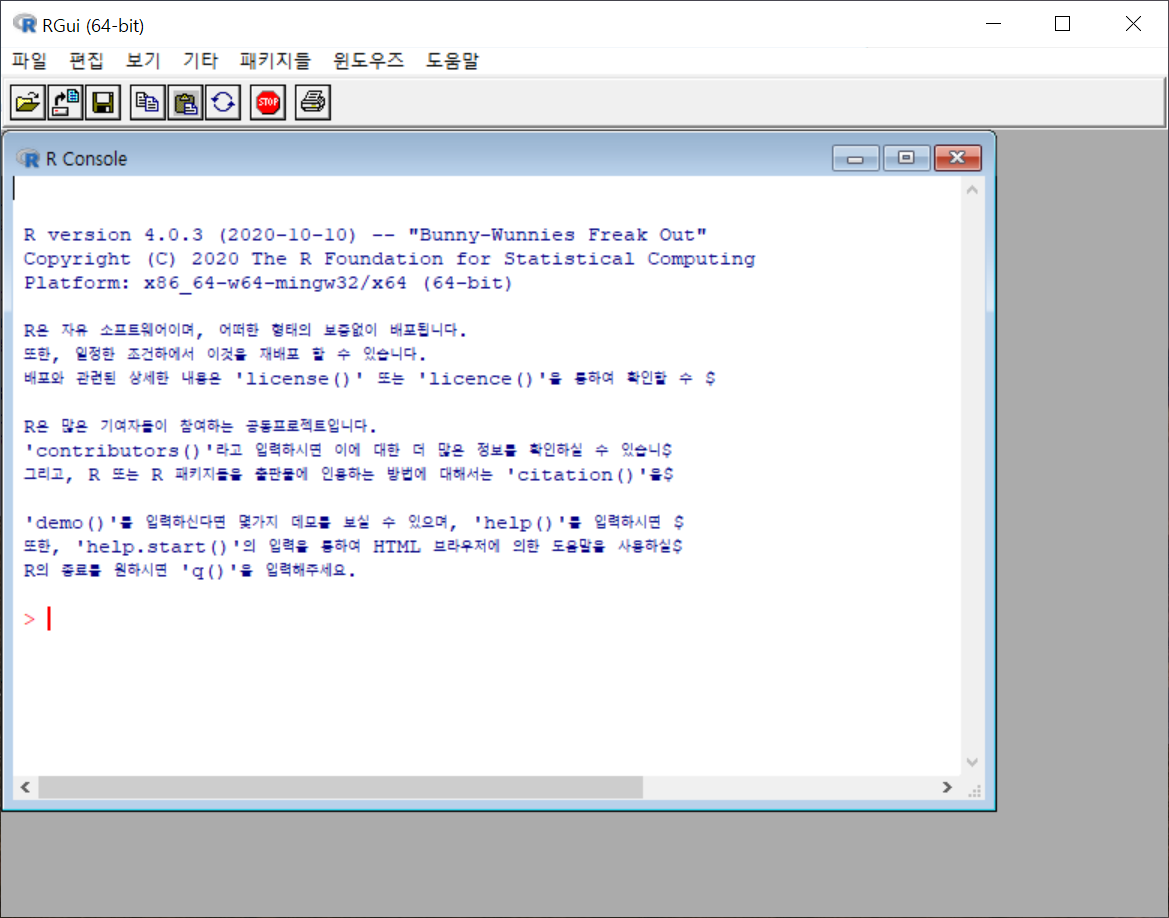 RGui (64-bit)
파일 편집 보기 기타 패키지들 윈도우즈 도움말
STOP
R Console
R version 4.0.3 (2020-10-10) -- "Bunny-Wunnies Freak Out"
Copyright (C) 2020 The R Foundation for Statistical Computing
Platform: x86_64-w64-mingw32/x64 (64-bit)
R은 자유 소프트웨어이며, 어떠한 형태의 보증없이 배포됩니다.
또한, 일정한 조건하에서 이것을 재배포 할 수 있습니다.
배포와 관련된 상세한 내용은 'license()' 또는 'licence()'을 통하여 확인할 수 $
R은 많은 기여자들이 참여하는 공동프로젝트입니다.
'contributors()'라고 입력하시면 이에 대한 더 많은 정보를 확인하실 수 있습니$
그리고, R 또는 R 패키지들을 출판물에 인용하는 방법에 대해서는 'citation()'을$
'demo()'를 입력하신다면 몇가지 데모를 보실 수 있으며, 'help()'를 입력하시면 $
또한, 'help.start()'의 입력을 통하여 HTML 브라우저에 의한 도움말을 사용하실$
R의 종료를 원하시면 'q()'을 입력해주세요.
>